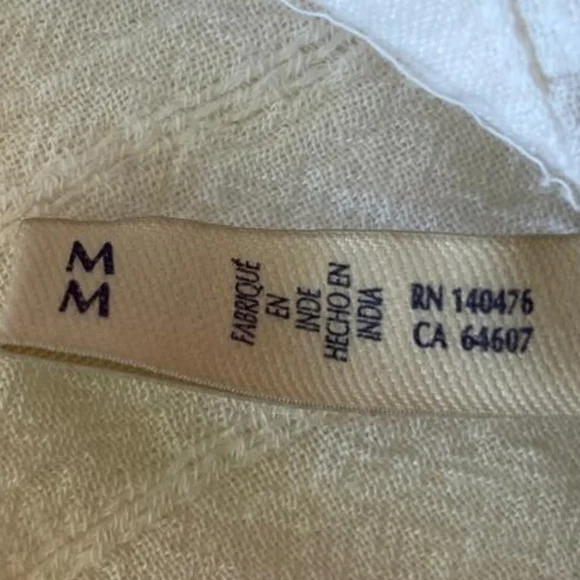 M
M
FABRIQUÉ
EN
INDE
HECHO EN
INDIA
RN 140476
CA 64607